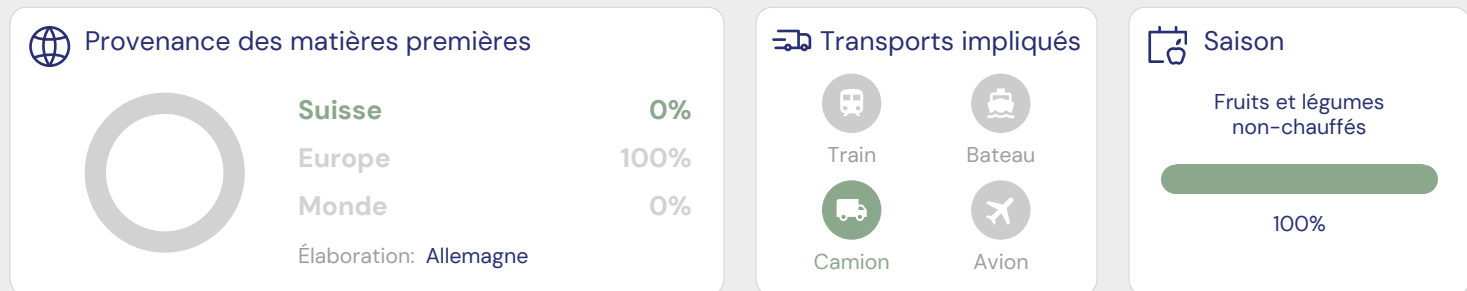 Provenance des matières premières
Suisse 0%
Europe 100%
Monde 0%
Élaboration: Allemagne
Transports impliqués
Train Bateau
Camion Avion
Saison
Fruits et légumes
non-chauffés
100%